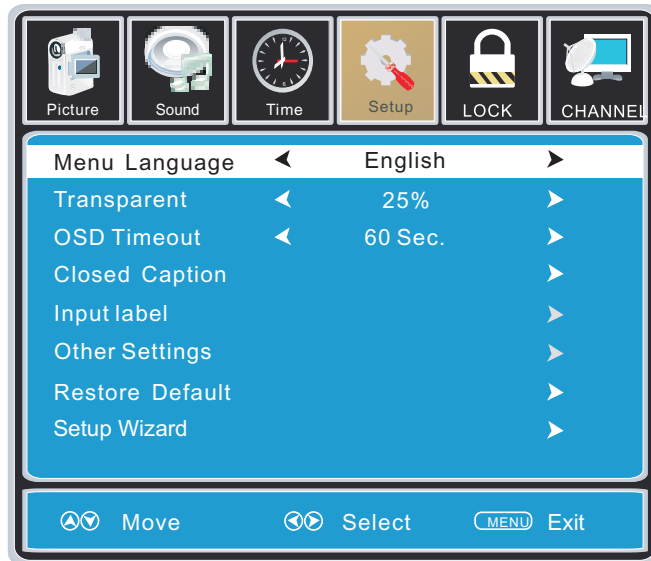 Picture Sound Time Setup LOCK CHANNEL
Menu Language English
Transparent 25%
OSD Timeout 60 Sec.
Closed Caption
Input label
Other Settings
Restore Default
Setup Wizard
Move Select MENU Exit